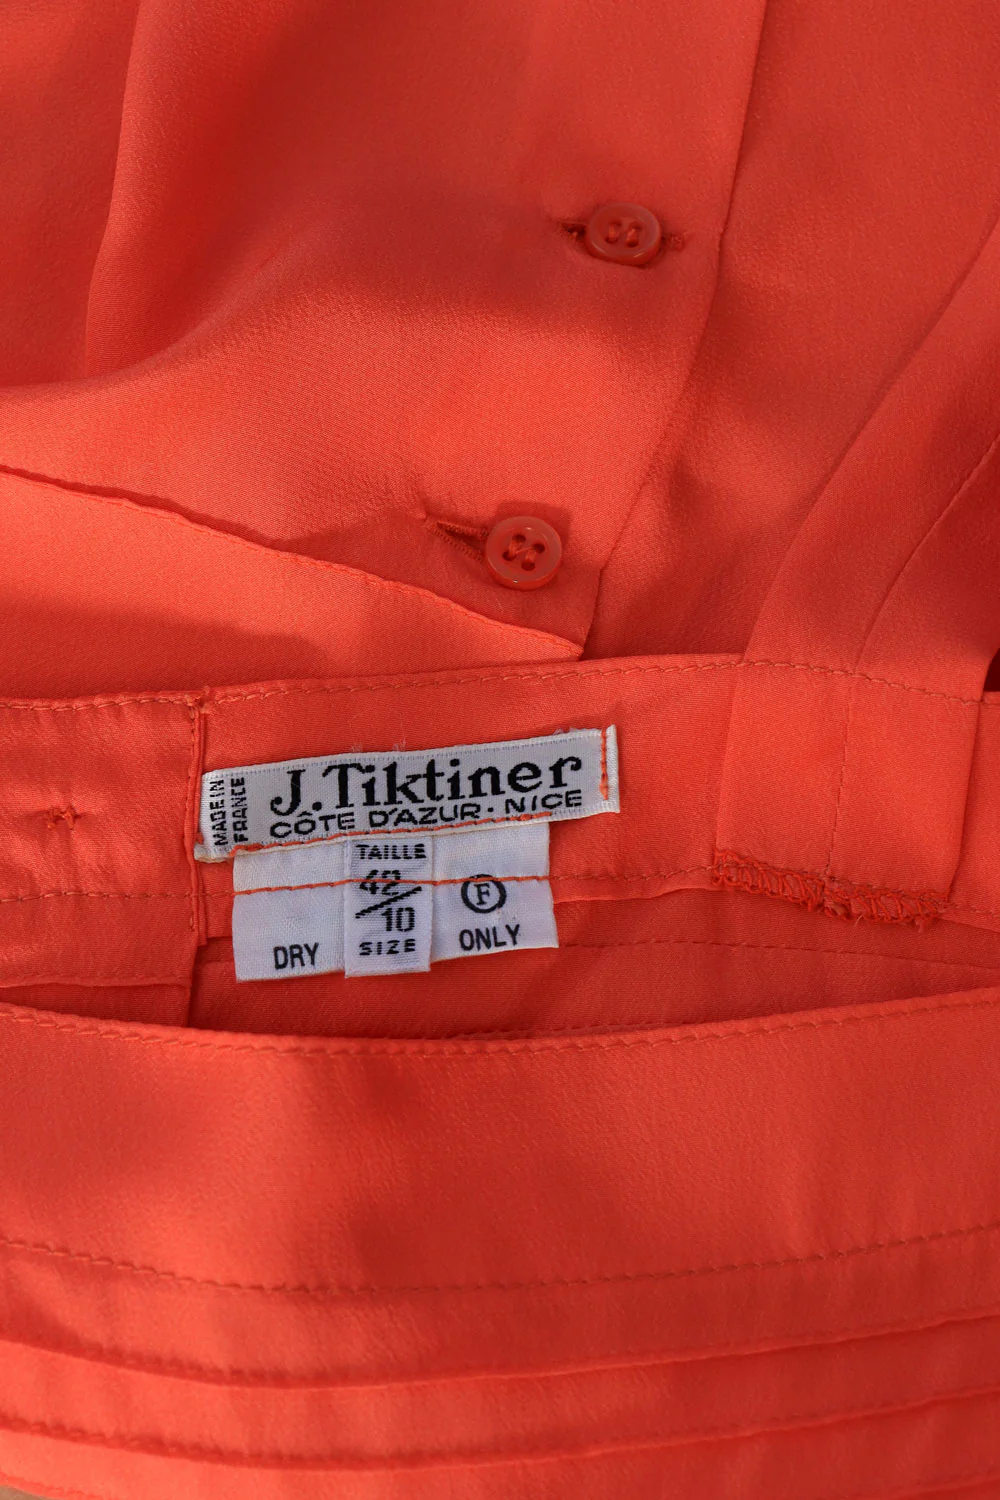 MADE IN
FRANCE
J. Tiktiner
CÔTE D'AZUR · NICE
TAILLE
42
10
SIZE
DRY
F
ONLY